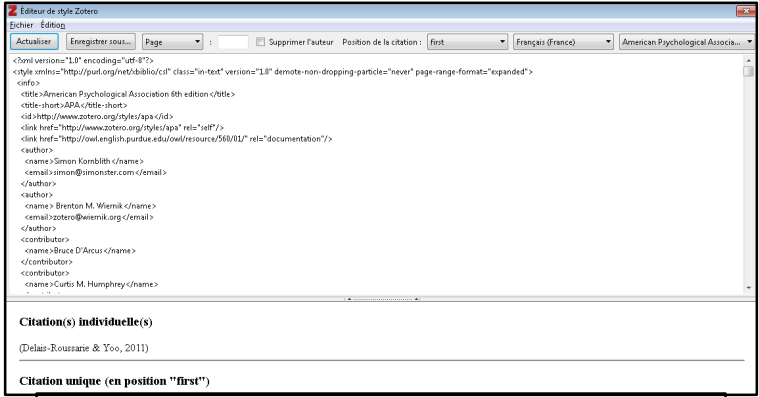 Éditeur de style Zotero
Fichier Édition
Actualiser Enregistrer sous... Page : Supprimer l'auteur Position de la citation : first Français (France) American Psychological Associa...
<?xml version="1.0" encoding="utf-8"?>
<style xmlns="http://purl.org/net/xbiblio/csl" class="in-text" version="1.0" demote-non-dropping-particle="never" page-range-format="expanded">
<info>
<title>American Psychological Association 6th edition</title>
<title-short>APA</title-short>
<id>http://www.zotero.org/styles/apa</id>
<link href="http://www.zotero.org/styles/apa" rel="self"/>
<link href="http://owl.english.purdue.edu/owl/resource/560/01/" rel="documentation"/>
<author>
<name>Simon Kornblith</name>
<email>simon@simonster.com</email>
</author>
<author>
<name> Brenton M. Wiernik</name>
<email>zotero@wiernik.org</email>
</author>
<contributor>
<name>Bruce D'Arcus</name>
</contributor>
<contributor>
<name>Curtis M. Humphrey</name>
Citation(s) individuelle(s)
(Delais-Roussarie & Yoo, 2011)
Citation unique (en position "first")